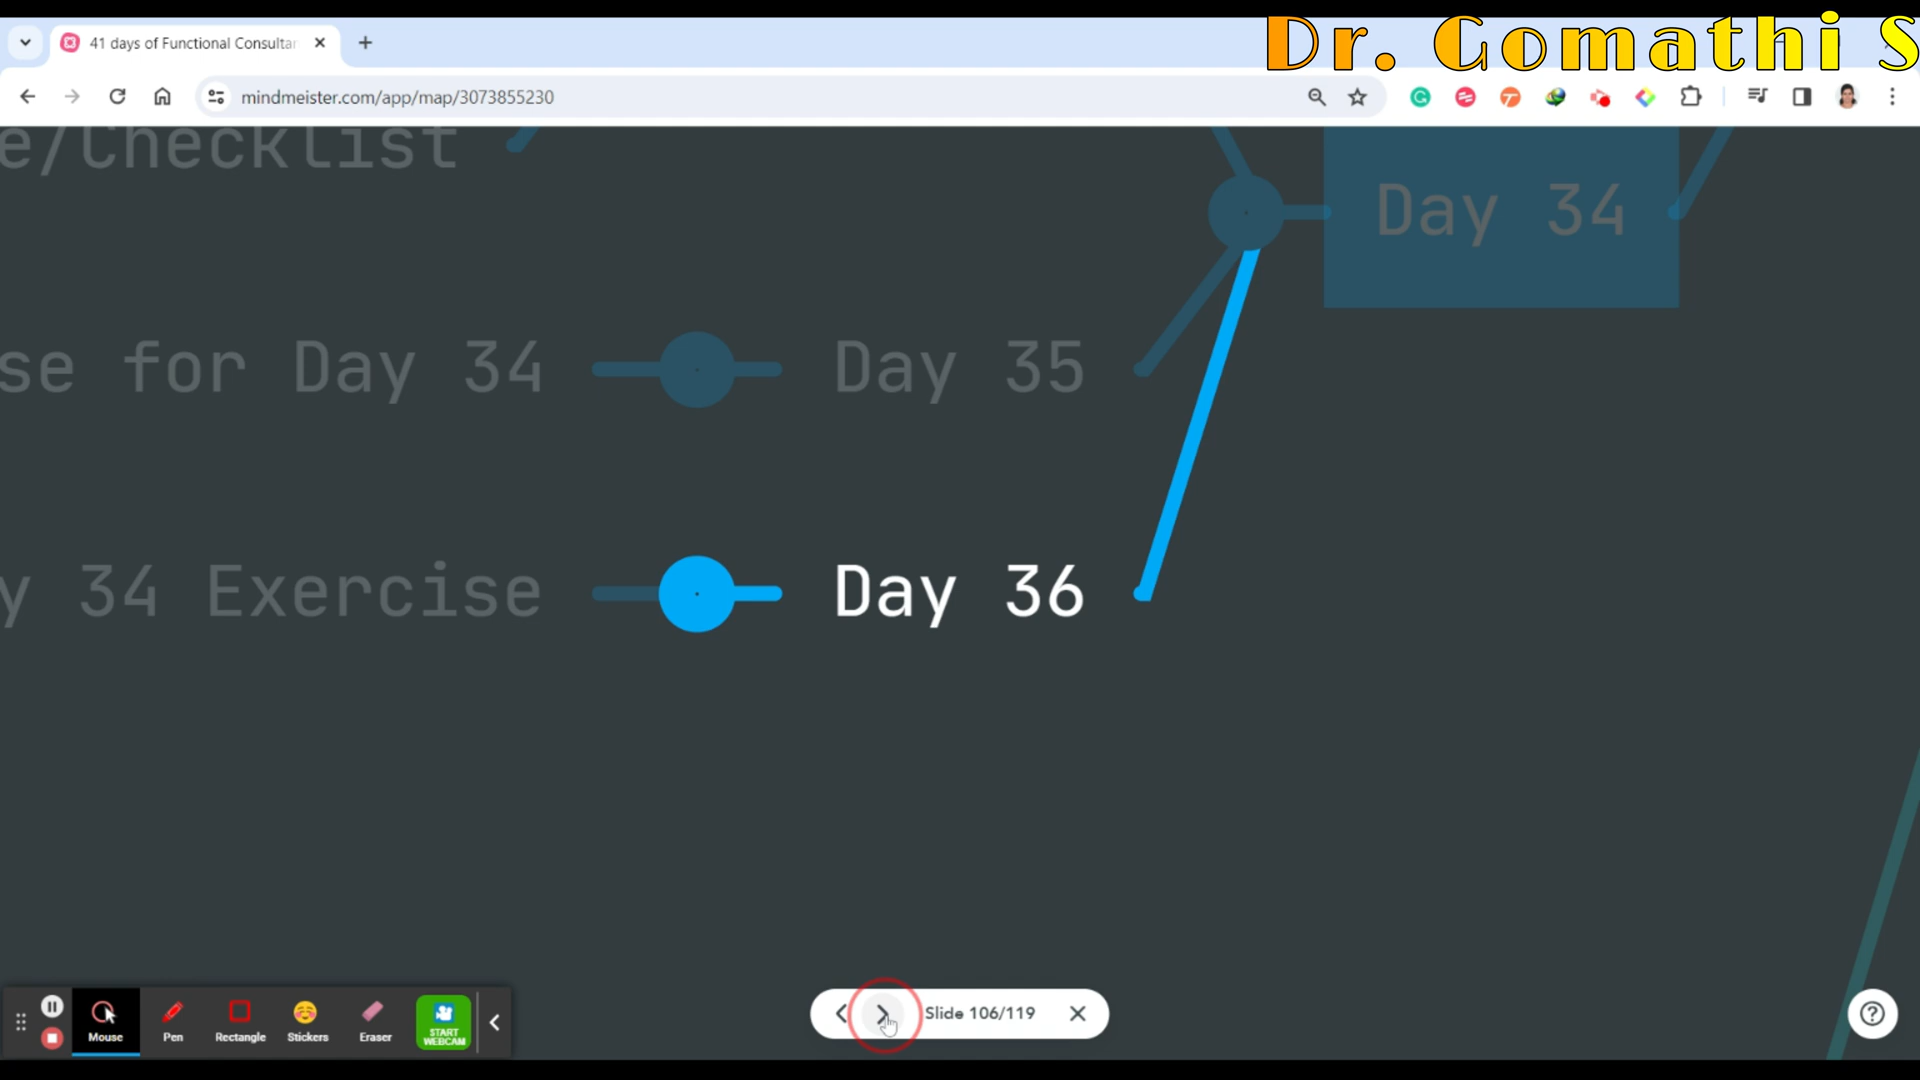 Dr. Gomathi S
41 days of Functional Consultan
mindmeister.com/app/map/3073855230
e/Checklist
Day 34
se for Day 34
Day 35
y 34 Exercise
Day 36
Mouse
Pen
Rectangle
Stickers
Eraser
START
WEBCAM
Slide 106/119